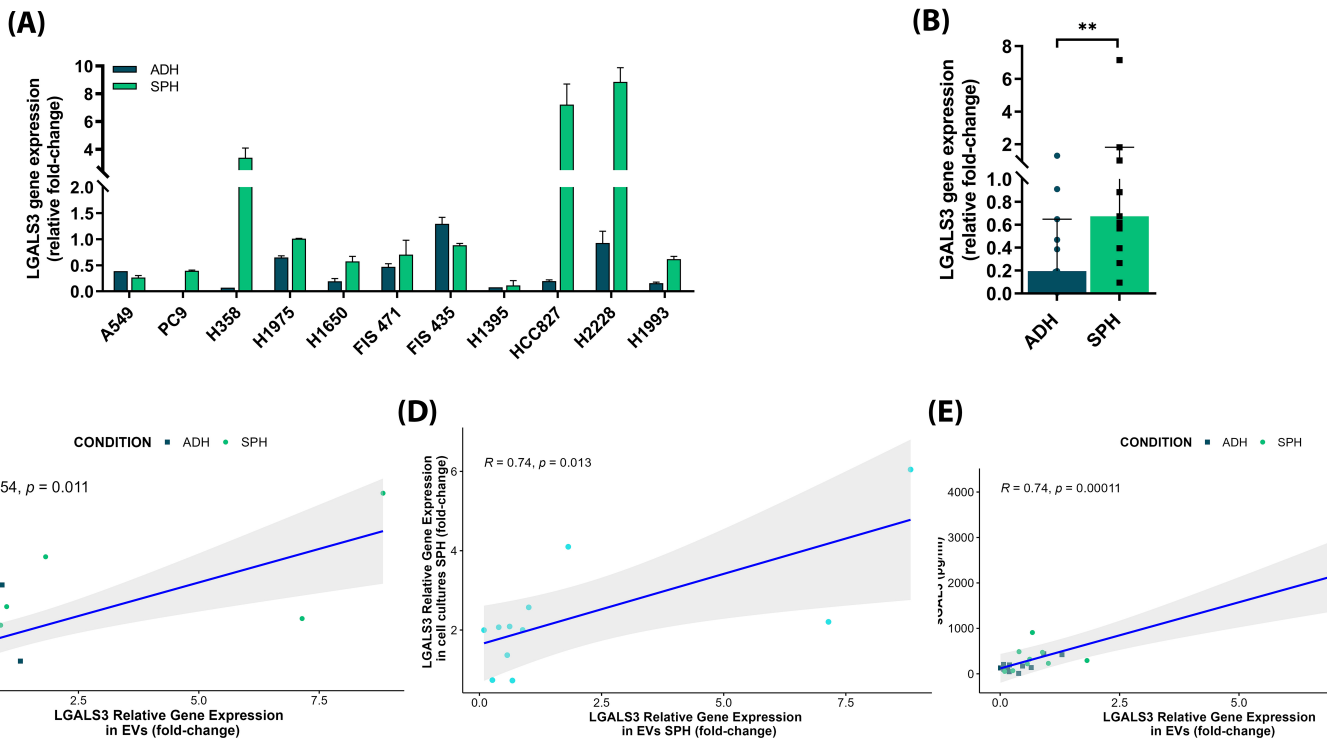 (A)
LGALS3 gene expression
(relative fold-change)
10
8
6
4
2.0
1.5
1.0
0.5
0.0
ADH
SPH
A549
PC9
H358
H1975
H1650
FIS 471
FIS 435
H1395
HCC827
H2228
H1993
(B)
**
LGALS3 gene expression
(relative fold-change)
8
6
4
2
1.0
0.8
0.6
0.4
0.2
0.0
ADH
SPH
CONDITION ADH SPH
54, p = 0.011
2.5 5.0 7.5
LGALS3 Relative Gene Expression
in EVs (fold-change)
(D)
R = 0.74, p = 0.013
LGALS3 Relative Gene Expression
in cell cultures SPH (fold-change)
6
4
2
0.0 2.5 5.0 7.5
LGALS3 Relative Gene Expression
in EVs SPH (fold-change)
(E)
CONDITION ADH SPH
R = 0.74, p = 0.00011
4000
3000
2000
1000
0
0.0 2.5 5.0
LGALS3 Relative Gene Expression
in EVs (fold-change)